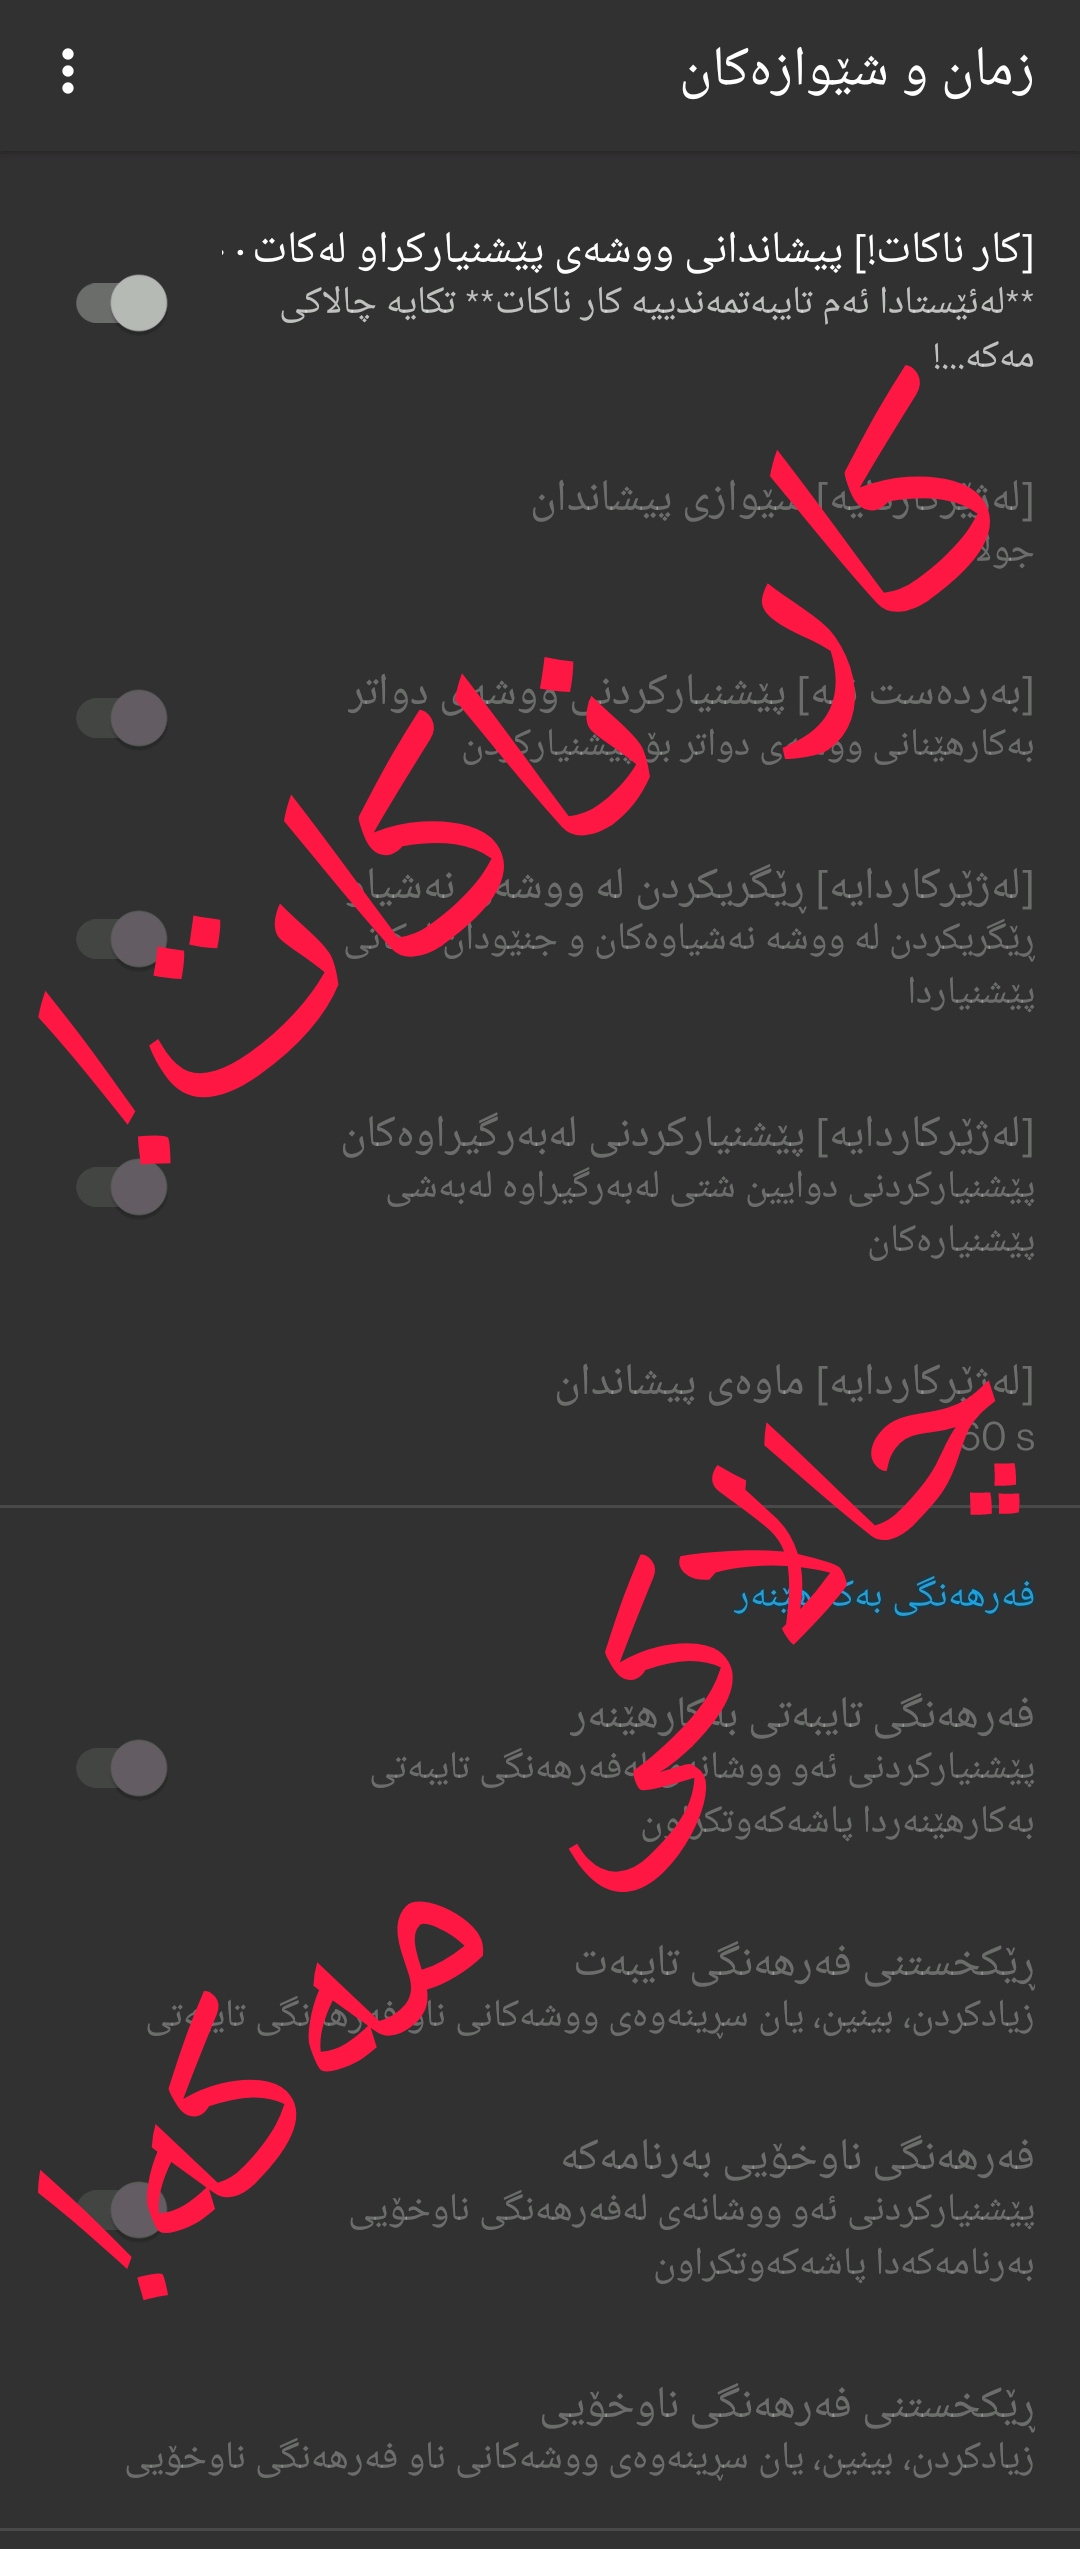 زمان و شێوازەکان
[کار ناکات!] پیشاندانی ووشەی پێشنیارکراو لەکات٠٠
**لەئێستادا ئەم تایبەتمەندییە کار ناکات** تکایە چالاکی
مەکە...!
کار ناکات!
[لەژێرکاردایە] شێوازی پیشاندان
[بەردەست نیە] پێشنیارکردنی ووشەی دواتر
بەکارهێنانی ووشەی دواتر بۆ پێشنیارکردن
[لەژێرکاردایە] ڕێگریکردن لە ووشەی نەشیاو
ڕێگریکردن لە ووشە نەشیاوەکان و جنێودان لەکاتی
پێشنیاردا
[لەژێرکاردایە] پێشنیارکردنی لەبەرگیراوەکان
پێشنیارکردنی دوایین شتی لەبەرگیراوە لەبەشی
پێشنیارەکان
[لەژێرکاردایە] ماوەی پیشاندان
60 s
چالاکی مەکە!
فەرهەنگی بەکارهێنەر
فەرهەنگی تایبەتی بەکارهێنەر
پێشنیارکردنی ئەو ووشانەی لەفەرهەنگی تایبەتی
بەکارهێنەردا پاشەکەوتکراون
ڕێکخستنی فەرهەنگی تایبەت
زیادکردن، بینین، یان سڕینەوەی ووشەکانی ناو فەرهەنگی تایبەتی
فەرهەنگی ناوخۆیی بەرنامەکە
پێشنیارکردنی ئەو ووشانەی لەفەرهەنگی ناوخۆیی
بەرنامەکەدا پاشەکەوتکراون
ڕێکخستنی فەرهەنگی ناوخۆیی
زیادکردن، بینین، یان سڕینەوەی ووشەکانی ناو فەرهەنگی ناوخۆیی